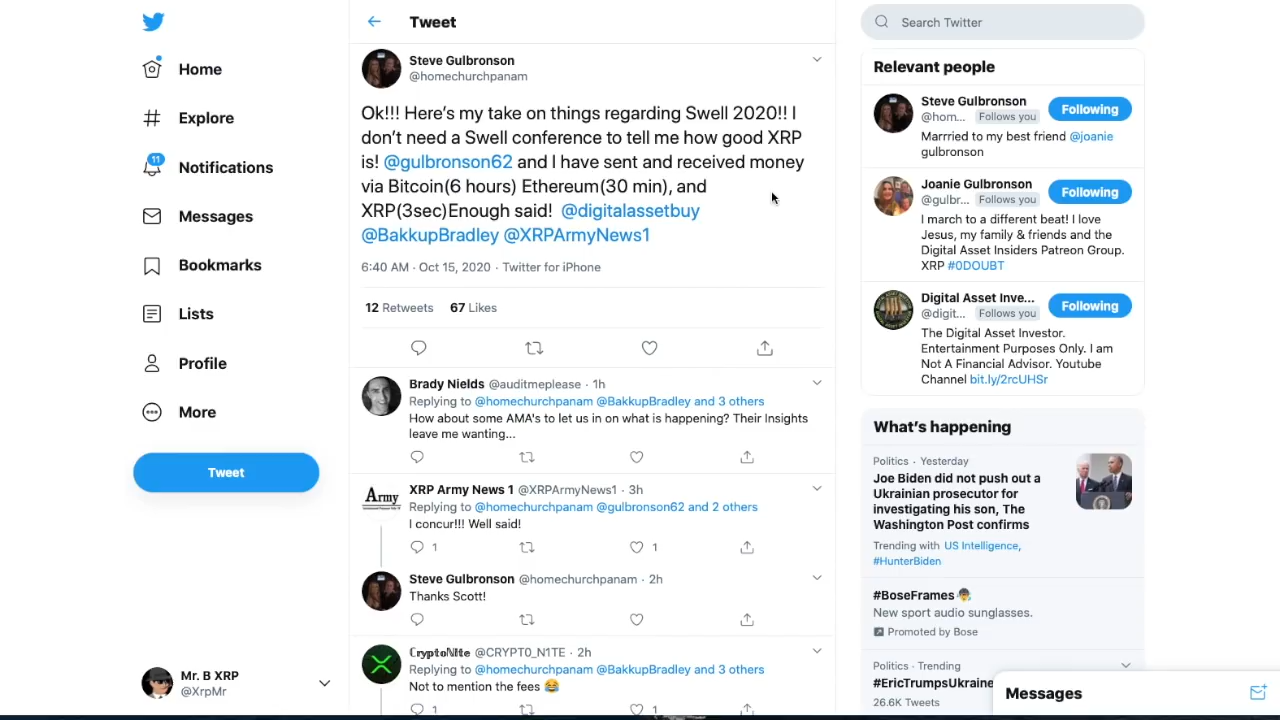 Home
Explore
11
Notifications
Messages
Bookmarks
Lists
Profile
More
Tweet
Mr. B XRP
@XrpMr
Tweet
Steve Gulbronson
@homechurchpanam
Ok!!! Here's my take on things regarding Swell 2020!! I
don't need a Swell conference to tell me how good XRP
is! @gulbronson62 and I have sent and received money
via Bitcoin(6 hours) Ethereum(30 min), and
XRP(3sec)Enough said! @digitalassetbuy
@BakkupBradley @XRPArmyNews1
6:40 AM · Oct 15, 2020 · Twitter for iPhone
12 Retweets 67 Likes
Brady Nields @auditmeplease · 1h
Replying to @homechurchpanam @BakkupBradley and 3 others
How about some AMA's to let us in on what is happening? Their Insights
leave me wanting...
Army
XRP Army News 1 @XRPArmyNews1 · 3h
Replying to @homechurchpanam @gulbronson62 and 2 others
I concur!!! Well said!
1 1
Steve Gulbronson @homechurchpanam · 2h
Thanks Scott!
@CRYPT0_N1TE · 2h
Replying to @homechurchpanam @BakkupBradley and 3 others
Not to mention the fees 😂
1 1
Search Twitter
Relevant people
Steve Gulbronson
@hom... Follows you
Following
Marrried to my best friend @joanie
gulbronson
Joanie Gulbronson
@gulbr... Follows you
Following
I march to a different beat! I love
Jesus, my family & friends and the
Digital Asset Insiders Patreon Group.
XRP #0DOUBT
Digital Asset Inve...
@digit... Follows you
Following
The Digital Asset Investor.
Entertainment Purposes Only. I am
Not A Financial Advisor. Youtube
Channel bit.ly/2rcUHSr
What's happening
Politics · Yesterday
Joe Biden did not push out a
Ukrainian prosecutor for
investigating his son, The
Washington Post confirms
Trending with US Intelligence,
#HunterBiden
#BoseFrames
New sport audio sunglasses.
Promoted by Bose
Politics · Trending
#EricTrumpsUkraine
26.6K Tweets
Messages